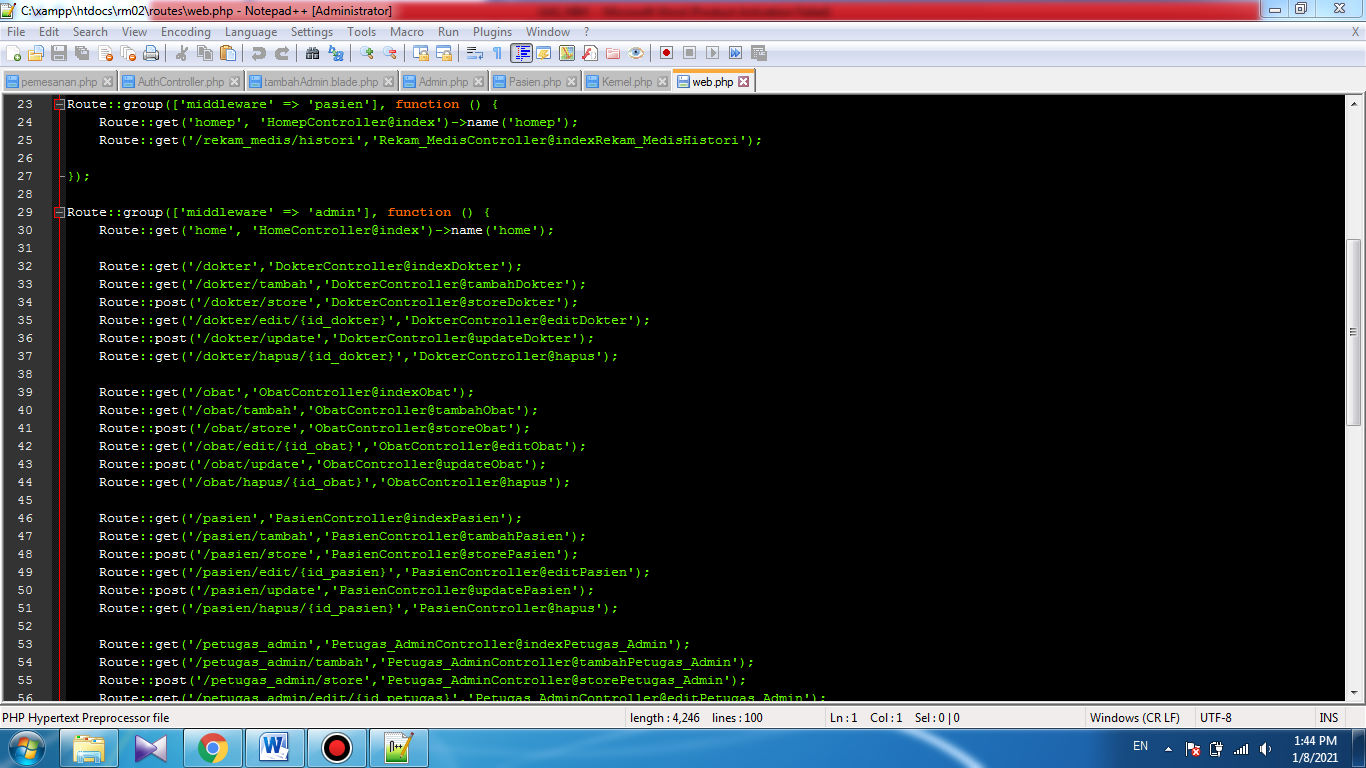 C:\xampp\htdocs\rm02\routes\web.php - Notepad++ [Administrator]
File Edit Search View Encoding Language Settings Tools Macro Run Plugins Window ? X
pemesanan.php AuthController.php tambahAdmin.blade.php Admin.php Pasien.php Kernel.php web.php
23 Route::group(['middleware' => 'pasien'], function () {
24 Route::get('homep', 'HomepController@index')->name('homep');
25 Route::get('/rekam_medis/histori','Rekam_MedisController@indexRekam_MedisHistori');
26
27 });
28
29 Route::group(['middleware' => 'admin'], function () {
30 Route::get('home', 'HomeController@index')->name('home');
31
32 Route::get('/dokter','DokterController@indexDokter');
33 Route::get('/dokter/tambah','DokterController@tambahDokter');
34 Route::post('/dokter/store','DokterController@storeDokter');
35 Route::get('/dokter/edit/{id_dokter}','DokterController@editDokter');
36 Route::post('/dokter/update','DokterController@updateDokter');
37 Route::get('/dokter/hapus/{id_dokter}','DokterController@hapus');
38
39 Route::get('/obat','ObatController@indexObat');
40 Route::get('/obat/tambah','ObatController@tambahObat');
41 Route::post('/obat/store','ObatController@storeObat');
42 Route::get('/obat/edit/{id_obat}','ObatController@editObat');
43 Route::post('/obat/update','ObatController@updateObat');
44 Route::get('/obat/hapus/{id_obat}','ObatController@hapus');
45
46 Route::get('/pasien','PasienController@indexPasien');
47 Route::get('/pasien/tambah','PasienController@tambahPasien');
48 Route::post('/pasien/store','PasienController@storePasien');
49 Route::get('/pasien/edit/{id_pasien}','PasienController@editPasien');
50 Route::post('/pasien/update','PasienController@updatePasien');
51 Route::get('/pasien/hapus/{id_pasien}','PasienController@hapus');
52
53 Route::get('/petugas_admin','Petugas_AdminController@indexPetugas_Admin');
54 Route::get('/petugas_admin/tambah','Petugas_AdminController@tambahPetugas_Admin');
55 Route::post('/petugas_admin/store','Petugas_AdminController@storePetugas_Admin');
56 Route::get('/petugas_admin/edit/{id_petugas}','Petugas_AdminController@editPetugas_Admin');
PHP Hypertext Preprocessor file length : 4,246 lines : 100 Ln : 1 Col : 1 Sel : 0 | 0 Windows (CR LF) UTF-8 INS
EN 1:44 PM
1/8/2021